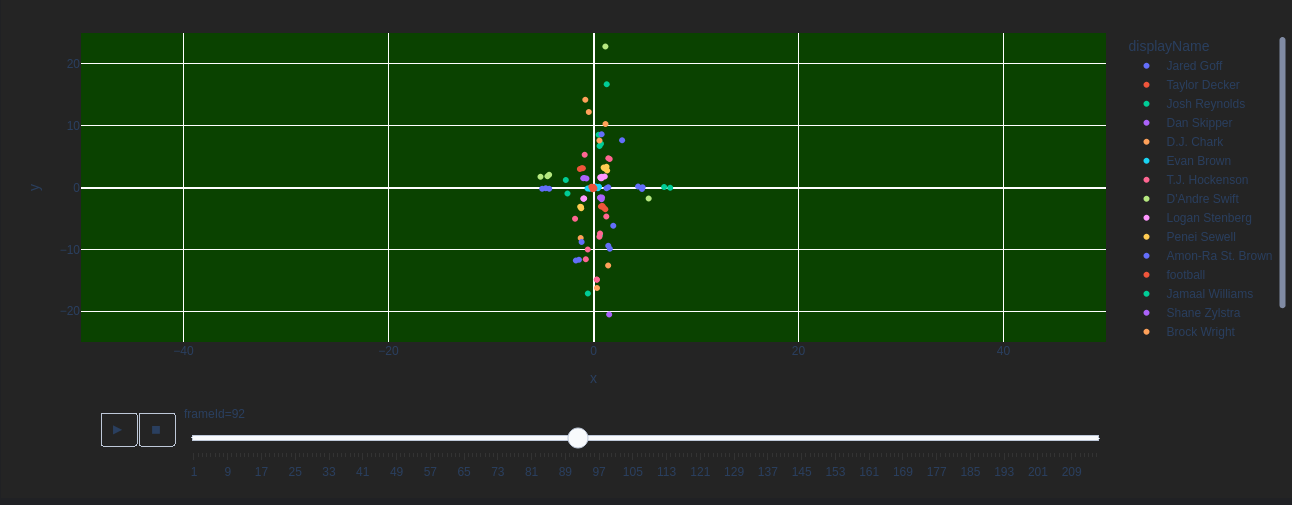 displayName
Jared Goff
Taylor Decker
Josh Reynolds
Dan Skipper
D.J. Chark
Evan Brown
T.J. Hockenson
D'Andre Swift
Logan Stenberg
Penei Sewell
Amon-Ra St. Brown
football
Jamaal Williams
Shane Zylstra
Brock Wright
20
10
0
−10
−20
y
−40
−20
0
20
40
x
frameId=92
▶
■
1 9 17 25 33 41 49 57 65 73 81 89 97 105 113 121 129 137 145 153 161 169 177 185 193 201 209